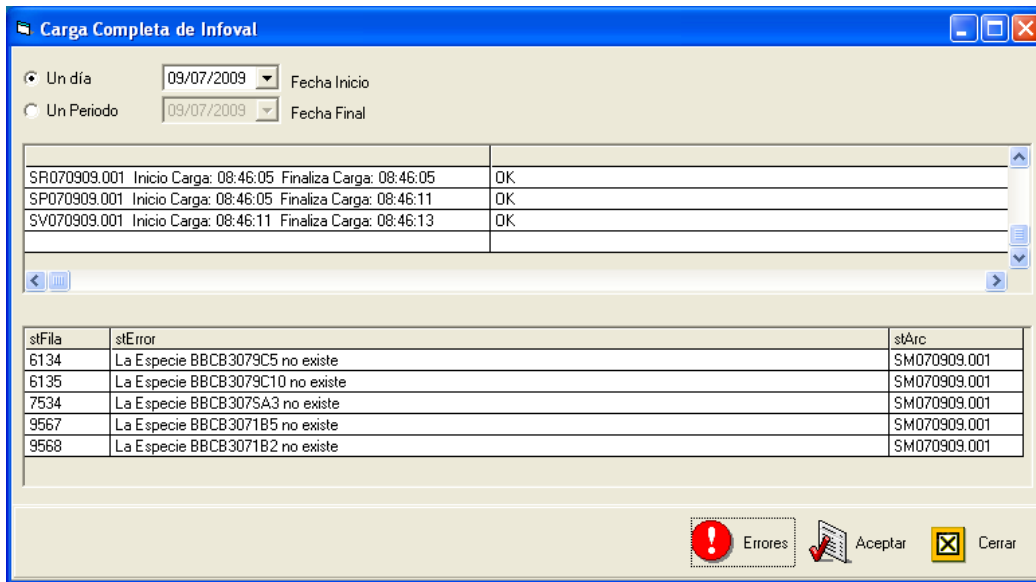 Carga Completa de Infoval
Un día 09/07/2009 Fecha Inicio
Un Periodo 09/07/2009 Fecha Final
SR070909.001 Inicio Carga: 08:46:05 Finaliza Carga: 08:46:05 OK
SP070909.001 Inicio Carga: 08:46:05 Finaliza Carga: 08:46:11 OK
SV070909.001 Inicio Carga: 08:46:11 Finaliza Carga: 08:46:13 OK
stFila stError stArc
6134 La Especie BBCB3079C5 no existe SM070909.001
6135 La Especie BBCB3079C10 no existe SM070909.001
7534 La Especie BBCB307SA3 no existe SM070909.001
9567 La Especie BBCB3071B5 no existe SM070909.001
9568 La Especie BBCB3071B2 no existe SM070909.001
Errores Aceptar Cerrar